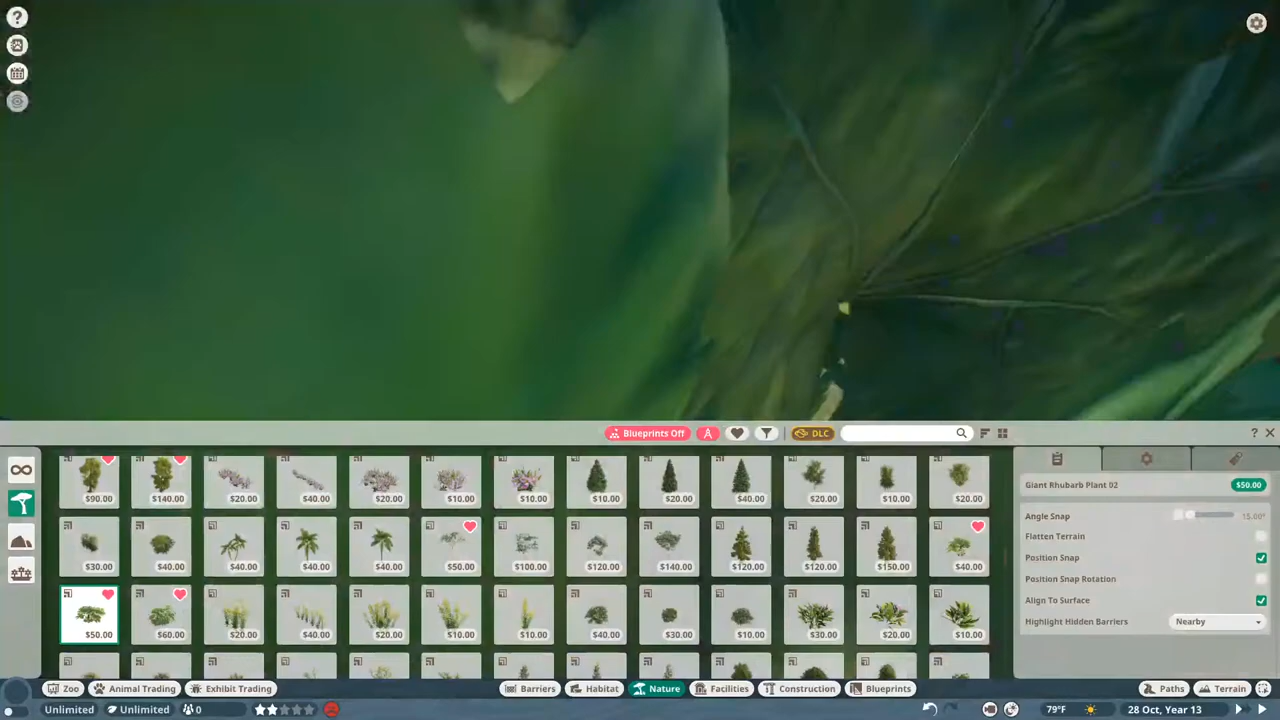 Blueprints Off
DLC
$90.00 $140.00 $20.00 $40.00 $20.00 $10.00 $10.00 $10.00 $20.00 $40.00 $20.00 $10.00 $20.00
$30.00 $40.00 $40.00 $40.00 $40.00 $50.00 $100.00 $120.00 $140.00 $120.00 $120.00 $150.00 $40.00
$50.00 $60.00 $20.00 $40.00 $20.00 $10.00 $10.00 $40.00 $30.00 $10.00 $30.00 $20.00 $10.00
Giant Rhubarb Plant 02 $50.00
Angle Snap 15.00°
Flatten Terrain
Position Snap
Position Snap Rotation
Align To Surface
Highlight Hidden Barriers Nearby
Zoo Animal Trading Exhibit Trading Barriers Habitat Nature Facilities Construction Blueprints Paths Terrain
Unlimited Unlimited 0 79°F 28 Oct, Year 13